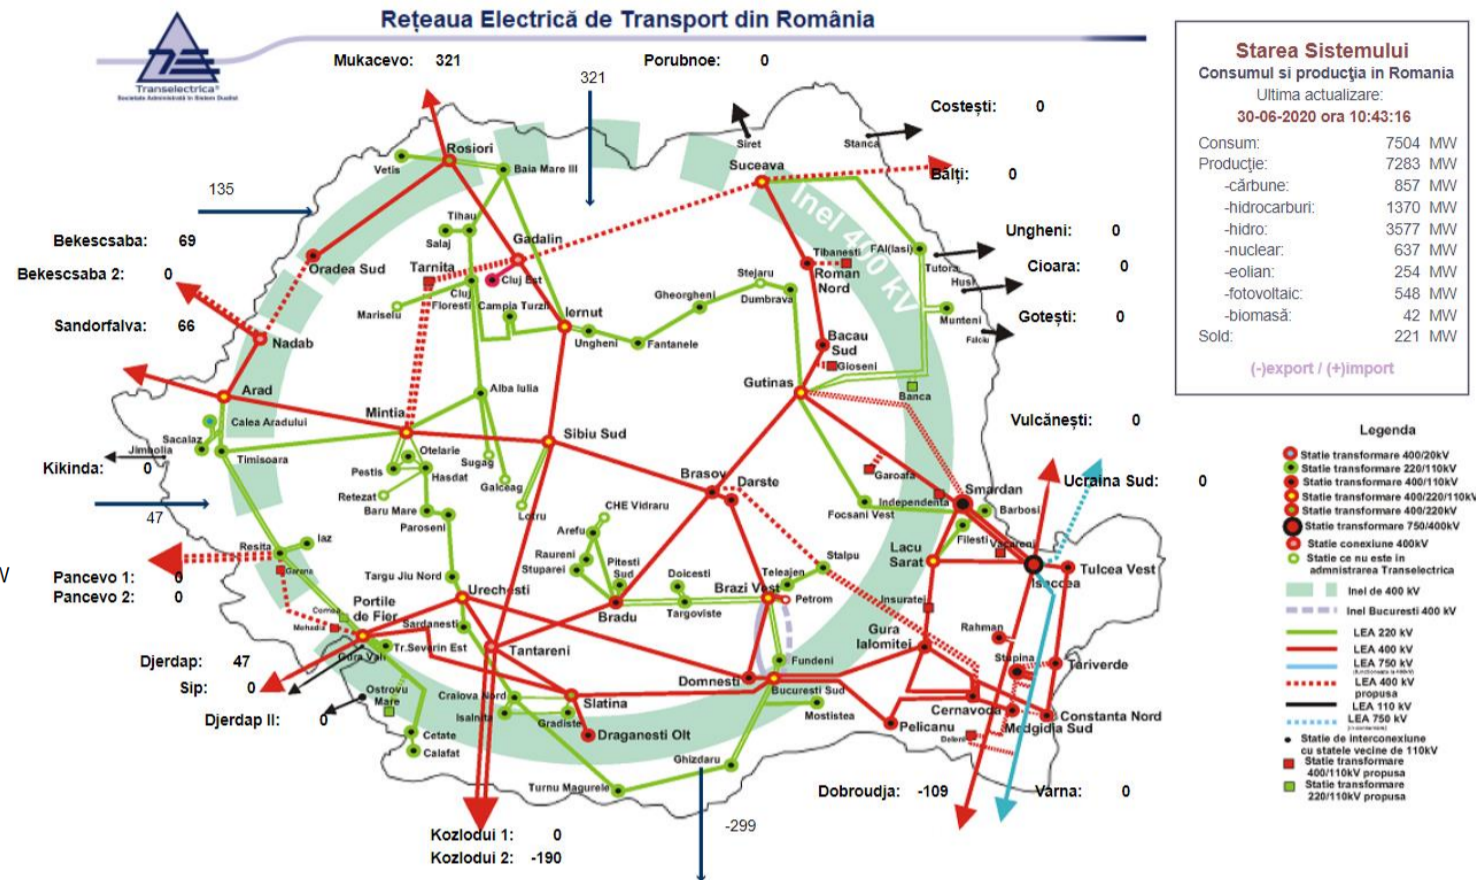 Rețeaua Electrică de Transport din România
Transelectrica®
Societate Administrată în Sistem Dualist
Mukacevo: 321
321
Porubnoe: 0
Costești: 0
Siret
Stanca
Bălți: 0
Ungheni: 0
Cioara: 0
Gotești: 0
Vulcănești: 0
Ucraina Sud: 0
135
Bekescsaba: 69
Bekescsaba 2: 0
Sandorfalva: 66
Kikinda: 0
Jimbolia
47
V
Pancevo 1: 0
Pancevo 2: 0
Djerdap: 47
Sip: 0
Djerdap II: 0
Kozlodui 1: 0
Kozlodui 2: -190
-299
Dobroudja: -109
Varna: 0
Inel 400 kV
Rosiori
Vetis
Baia Mare III
Suceava
Tihau
Salaj
Gadalin
Oradea Sud
Tarnita
Cluj Est
Cluj
Floresti
Mariselu
Campia Turzii
Iernut
Ungheni
Fantanele
Gheorgheni
Stejaru
Dumbrava
Tibanesti
Roman
Nord
FAI(Iasi)
Tutora
Husi
Munteni
Falciu
Nadab
Bacau
Sud
Gioseni
Gutinas
Banca
Arad
Calea Aradului
Sacalaz
Timisoara
Mintia
Alba Iulia
Sibiu Sud
Otelarie
Pestis
Hasdat
Sugag
Galceag
Retezat
Baru Mare
Paroseni
Lotru
Brasov
Darste
Garoafa
Independenta
Smardan
Focsani Vest
Barbosi
Filesti
Vacareni
Lacu
Sarat
Isaccea
Tulcea Vest
CHE Vidraru
Arefu
Raureni
Stuparei
Pitesti
Sud
Resita
Iaz
Targu Jiu Nord
Urechesti
Doicesti
Targoviste
Bradu
Brazi Vest
Teleajen
Stalpu
Petrom
Insuratei
Gura
Ialomitei
Rahman
Stupina
Tariverde
Portile
de Fier
Mehadia
Sardanesti
Tr.Severin Est
Gura Vaii
Ostrovu
Mare
Tantareni
Craiova Nord
Isalnita
Gradiste
Slatina
Draganesti Olt
Cetate
Calafat
Turnu Magurele
Ghizdaru
Domnesti
Fundeni
Bucuresti Sud
Mostistea
Pelicanu
Cernavoda
Medgidia Sud
Constanta Nord
Starea Sistemului
Consumul si producția in Romania
Ultima actualizare:
30-06-2020 ora 10:43:16
Consum: 7504 MW
Producție: 7283 MW
-cărbune: 857 MW
-hidrocarburi: 1370 MW
-hidro: 3577 MW
-nuclear: 637 MW
-eolian: 254 MW
-fotovoltaic: 548 MW
-biomasă: 42 MW
Sold: 221 MW
(-)export / (+)import
Legenda
Statie transformare 400/20kV
Statie transformare 220/110kV
Statie transformare 400/110kV
Statie transformare 400/220/110kV
Statie transformare 400/220kV
Statie transformare 750/400kV
Statie conexiune 400kV
Statie ce nu este in
admnistrarea Transelectrica
Inel de 400 kV
Inel Bucuresti 400 kV
LEA 220 kV
LEA 400 kV
LEA 750 kV
LEA 400 kV
propusa
LEA 110 kV
LEA 750 kV
Statie de interconexiune
cu statele vecine de 110kV
Statie transformare
400/110kV propusa
Statie transformare
220/110kV propusa